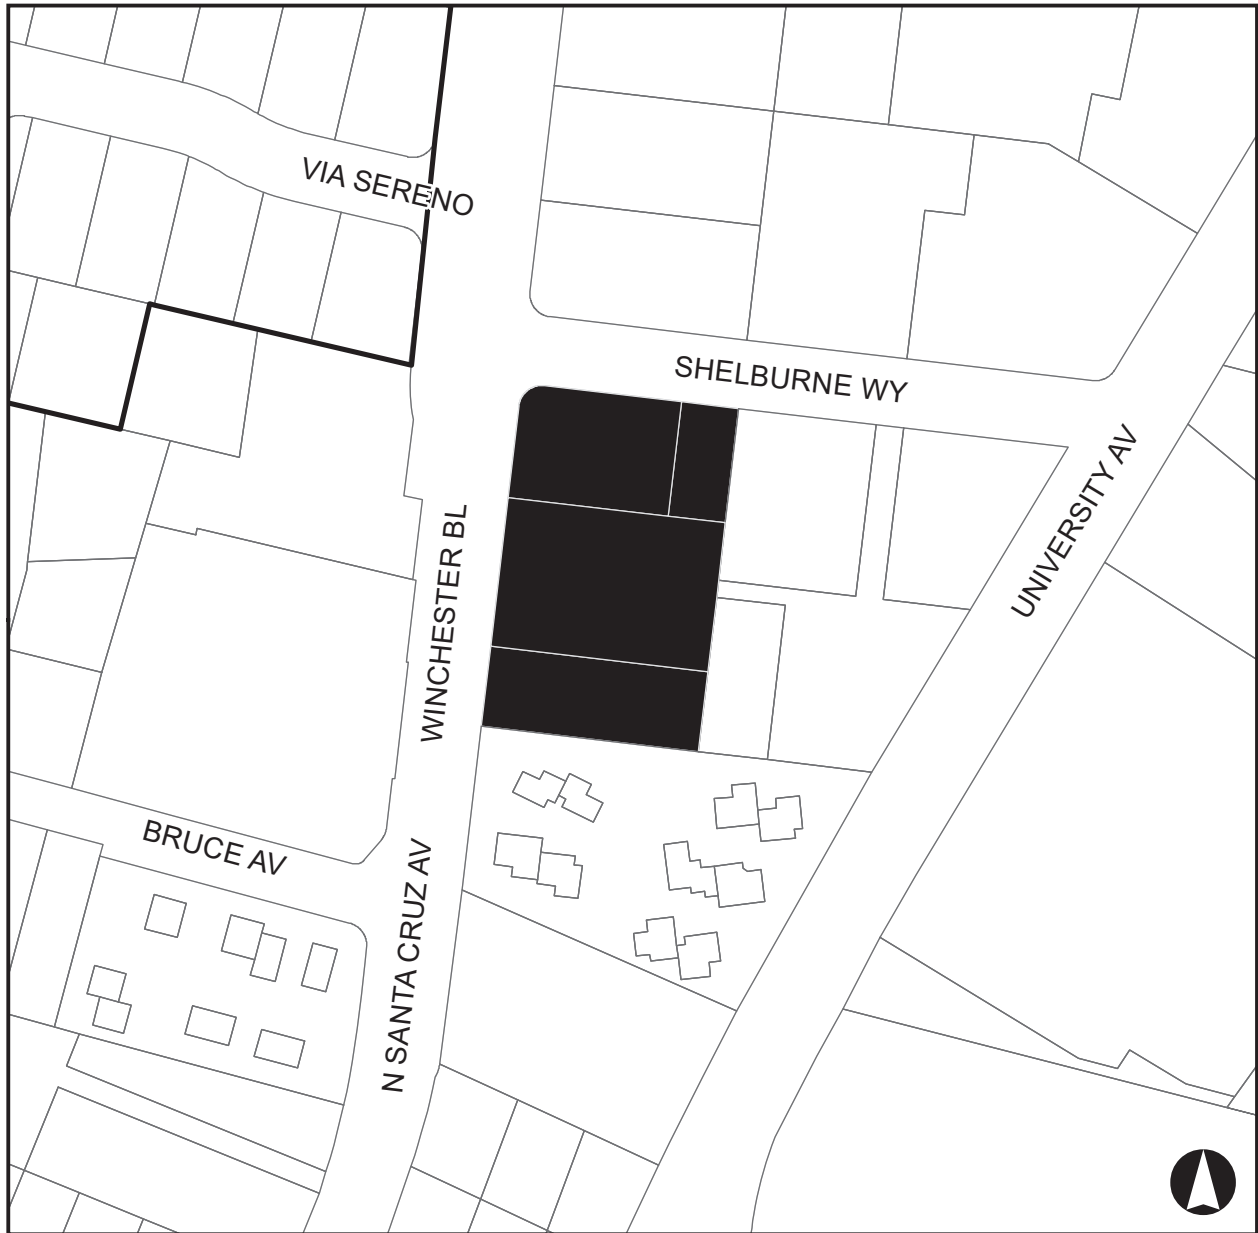 VIA SERENO
SHELBURNE WY
UNIVERSITY AV
WINCHESTER BL
BRUCE AV
N SANTA CRUZ AV